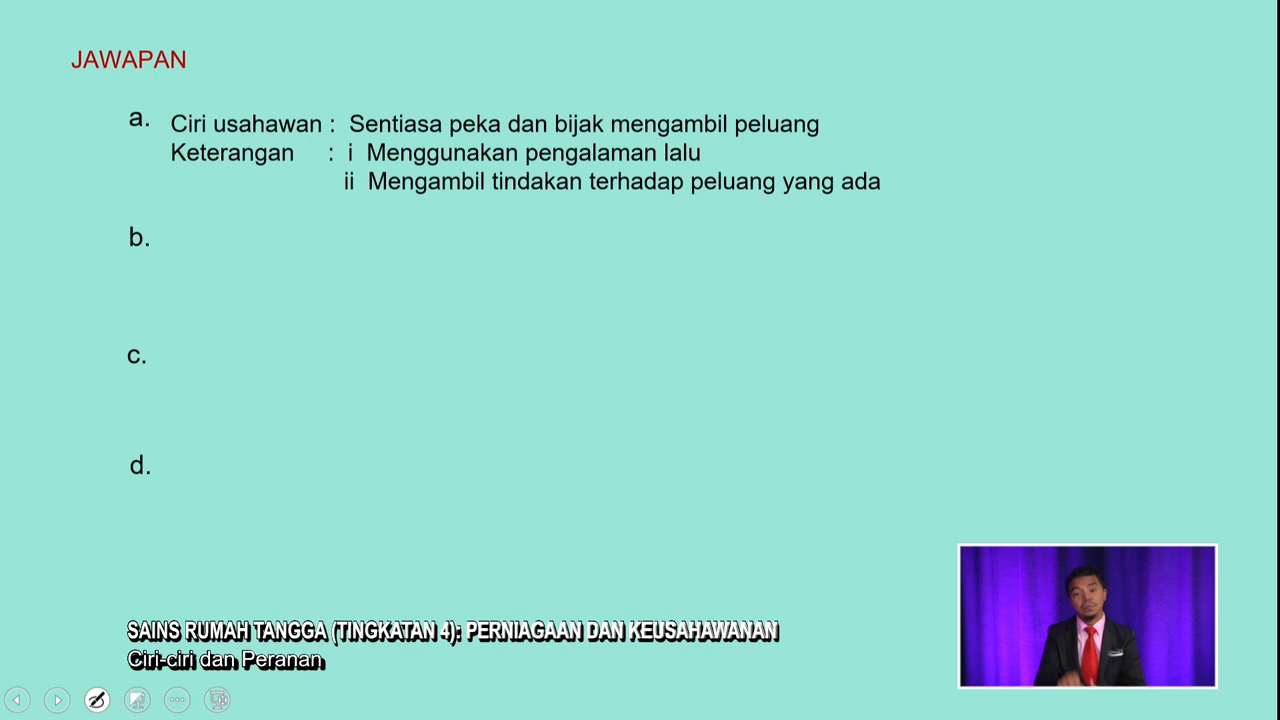 JAWAPAN
a. Ciri usahawan : Sentiasa peka dan bijak mengambil peluang
Keterangan : i Menggunakan pengalaman lalu
ii Mengambil tindakan terhadap peluang yang ada
b.
c.
d.
SAINS RUMAH TANGGA (TINGKATAN 4): PERNIAGAAN DAN KEUSAHAWANAN
Ciri-ciri dan Peranan